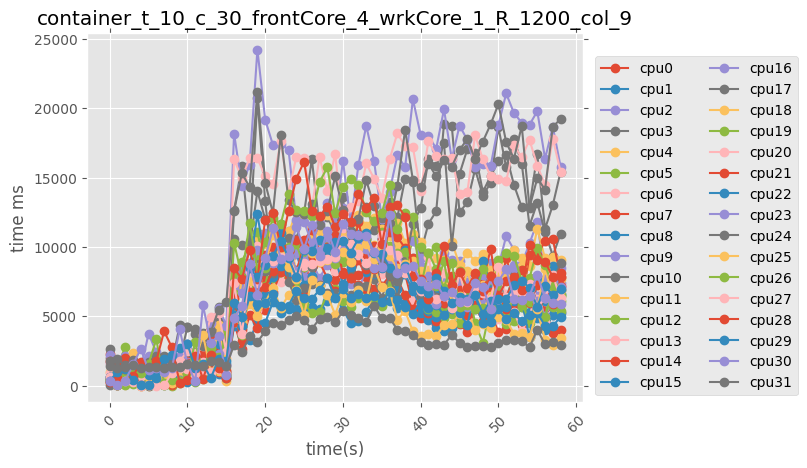 container_t_10_c_30_frontCore_4_wrkCore_1_R_1200_col_9
time ms
25000
20000
15000
10000
5000
0
0
10
20
30
40
50
60
time(s)
cpu0
cpu1
cpu2
cpu3
cpu4
cpu5
cpu6
cpu7
cpu8
cpu9
cpu10
cpu11
cpu12
cpu13
cpu14
cpu15
cpu16
cpu17
cpu18
cpu19
cpu20
cpu21
cpu22
cpu23
cpu24
cpu25
cpu26
cpu27
cpu28
cpu29
cpu30
cpu31